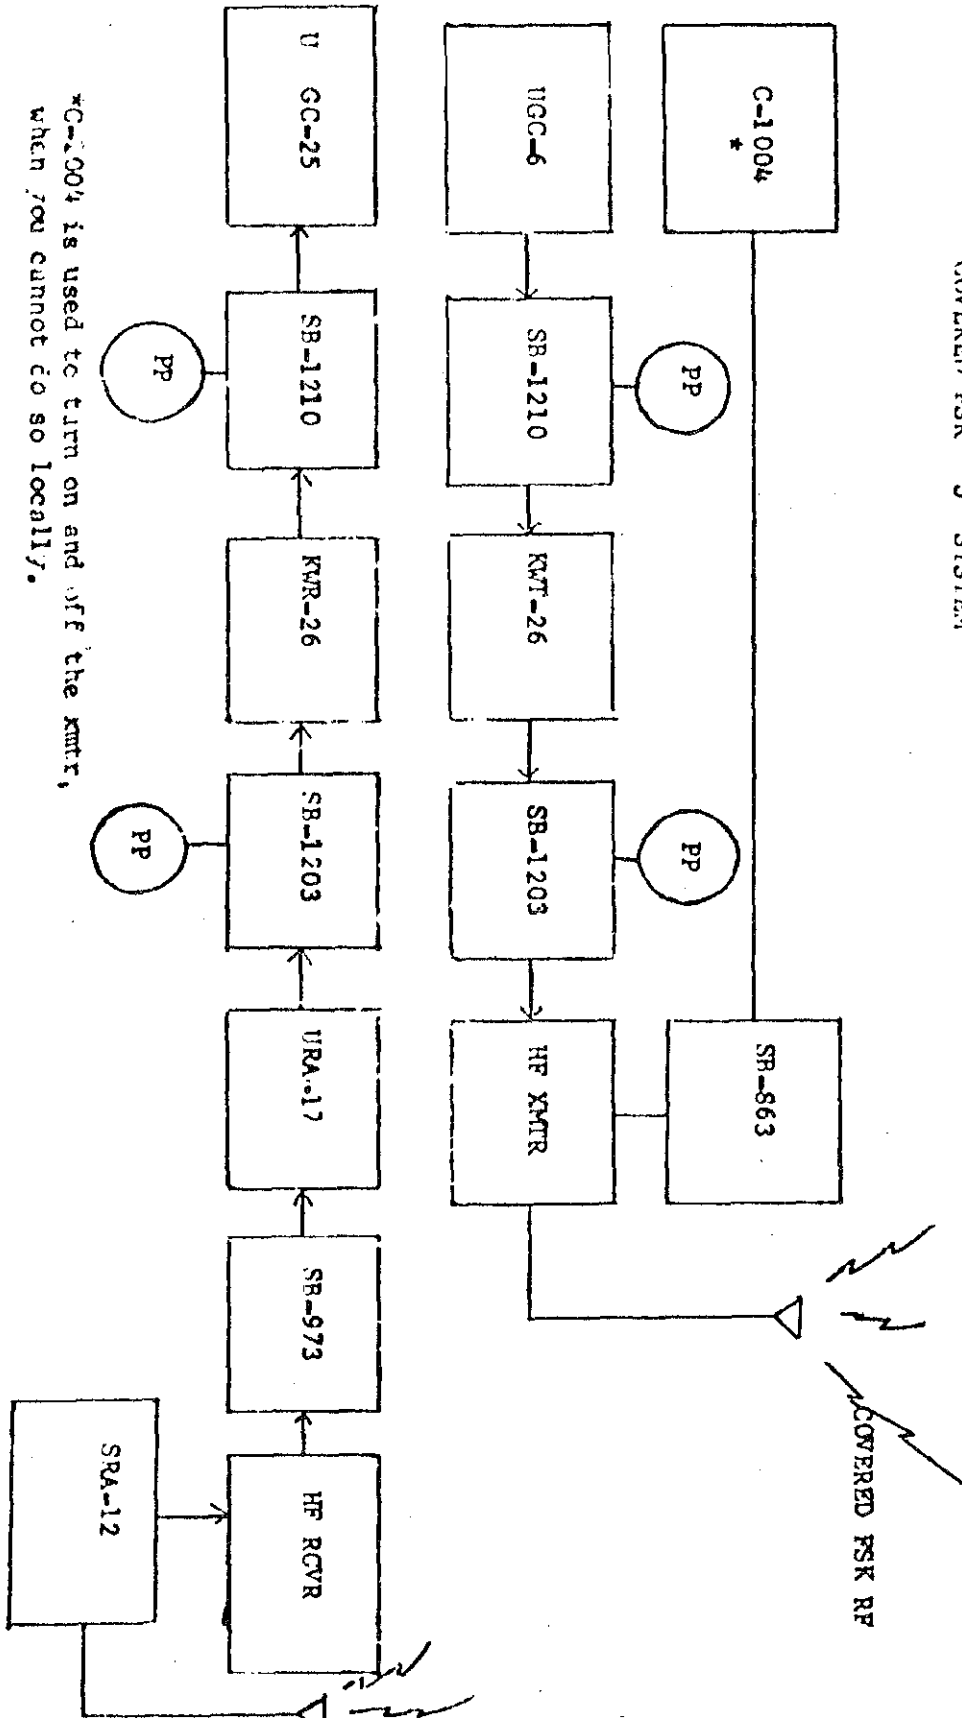 C-1004
*
SB-863
COVERED FSK RF
UGC-6
SB-1210
PP
KWT-26
SB-1203
PP
HF XMTR
U GC-25
SB-1210
PP
KWR-26
SB-1203
PP
URA-17
SB-973
HF RCVR
SRA-12
*C-1004 is used to turn on and off the xmtr,
when you cannot do so locally.